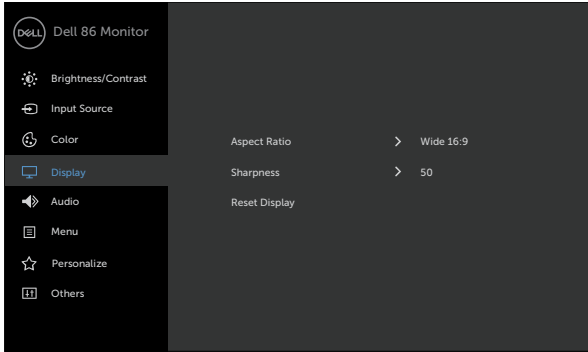 DELL Dell 86 Monitor
Brightness/Contrast
Input Source
Color
Aspect Ratio Wide 16:9
Display
Sharpness 50
Audio
Reset Display
Menu
Personalize
Others